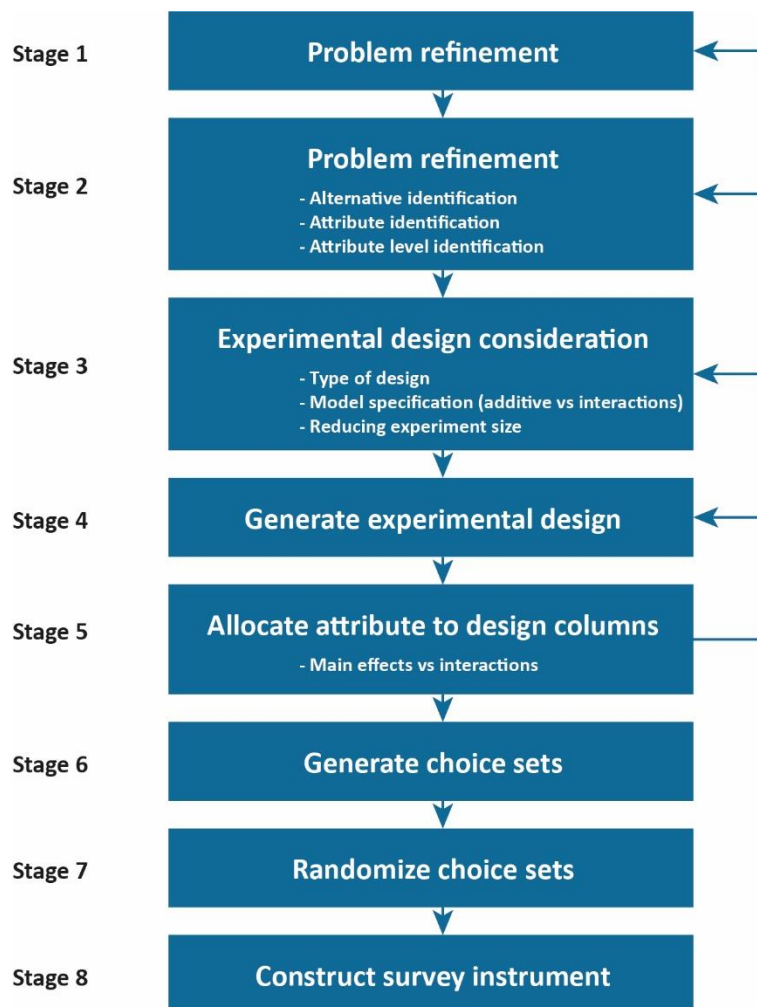 Stage 1
Problem refinement
Stage 2
Problem refinement
- Alternative identification
- Attribute identification
- Attribute level identification
Stage 3
Experimental design consideration
- Type of design
- Model specification (additive vs interactions)
- Reducing experiment size
Stage 4
Generate experimental design
Stage 5
Allocate attribute to design columns
- Main effects vs interactions
Stage 6
Generate choice sets
Stage 7
Randomize choice sets
Stage 8
Construct survey instrument